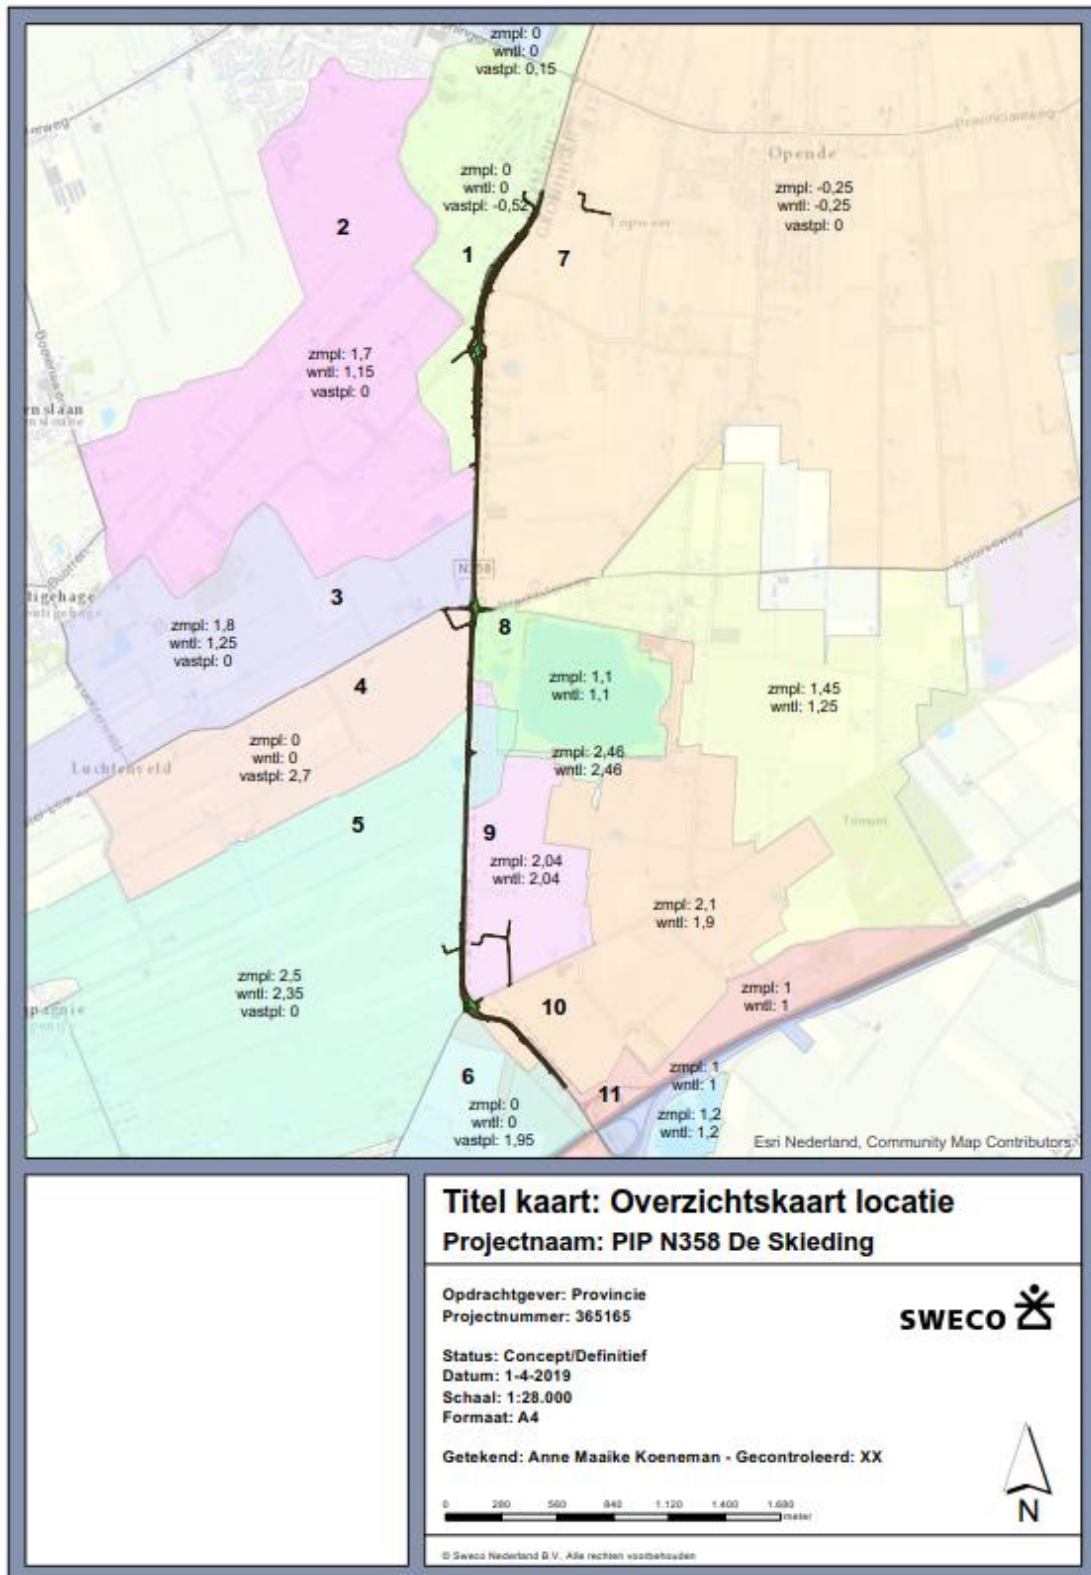 zmpl: 0
wntl: 0
vastpl: 0,15
Provincialeweg
Opende
zmpl: 0
wntl: 0
vastpl: -0,52
zmpl: -0,25
wntl: -0,25
vastpl: 0
2
1
7
zmpl: 1,7
wntl: 1,15
vastpl: 0
enslaan
N358
3
tigehage
8
zmpl: 1,8
wntl: 1,25
vastpl: 0
4
zmpl: 1,1
wntl: 1,1
zmpl: 1,45
wntl: 1,25
zmpl: 0
wntl: 0
vastpl: 2,7
zmpl: 2,46
wntl: 2,46
Luchtenveld
5
9
Trimunt
zmpl: 2,04
wntl: 2,04
zmpl: 2,1
wntl: 1,9
zmpl: 2,5
wntl: 2,35
vastpl: 0
zmpl: 1
wntl: 1
pagnie
10
6
zmpl: 1
wntl: 1
11
zmpl: 0
wntl: 0
vastpl: 1,95
zmpl: 1,2
wntl: 1,2
Esri Nederland, Community Map Contributors
Titel kaart: Overzichtskaart locatie
Projectnaam: PIP N358 De Skieding
Opdrachtgever: Provincie
Projectnummer: 365165
SWECO
Status: Concept/Definitief
Datum: 1-4-2019
Schaal: 1:28.000
Formaat: A4
Getekend: Anne Maaike Koeneman - Gecontroleerd: XX
0 280 560 840 1.120 1.400 1.680
meter
N
© Sweco Nederland B.V. Alle rechten voorbehouden